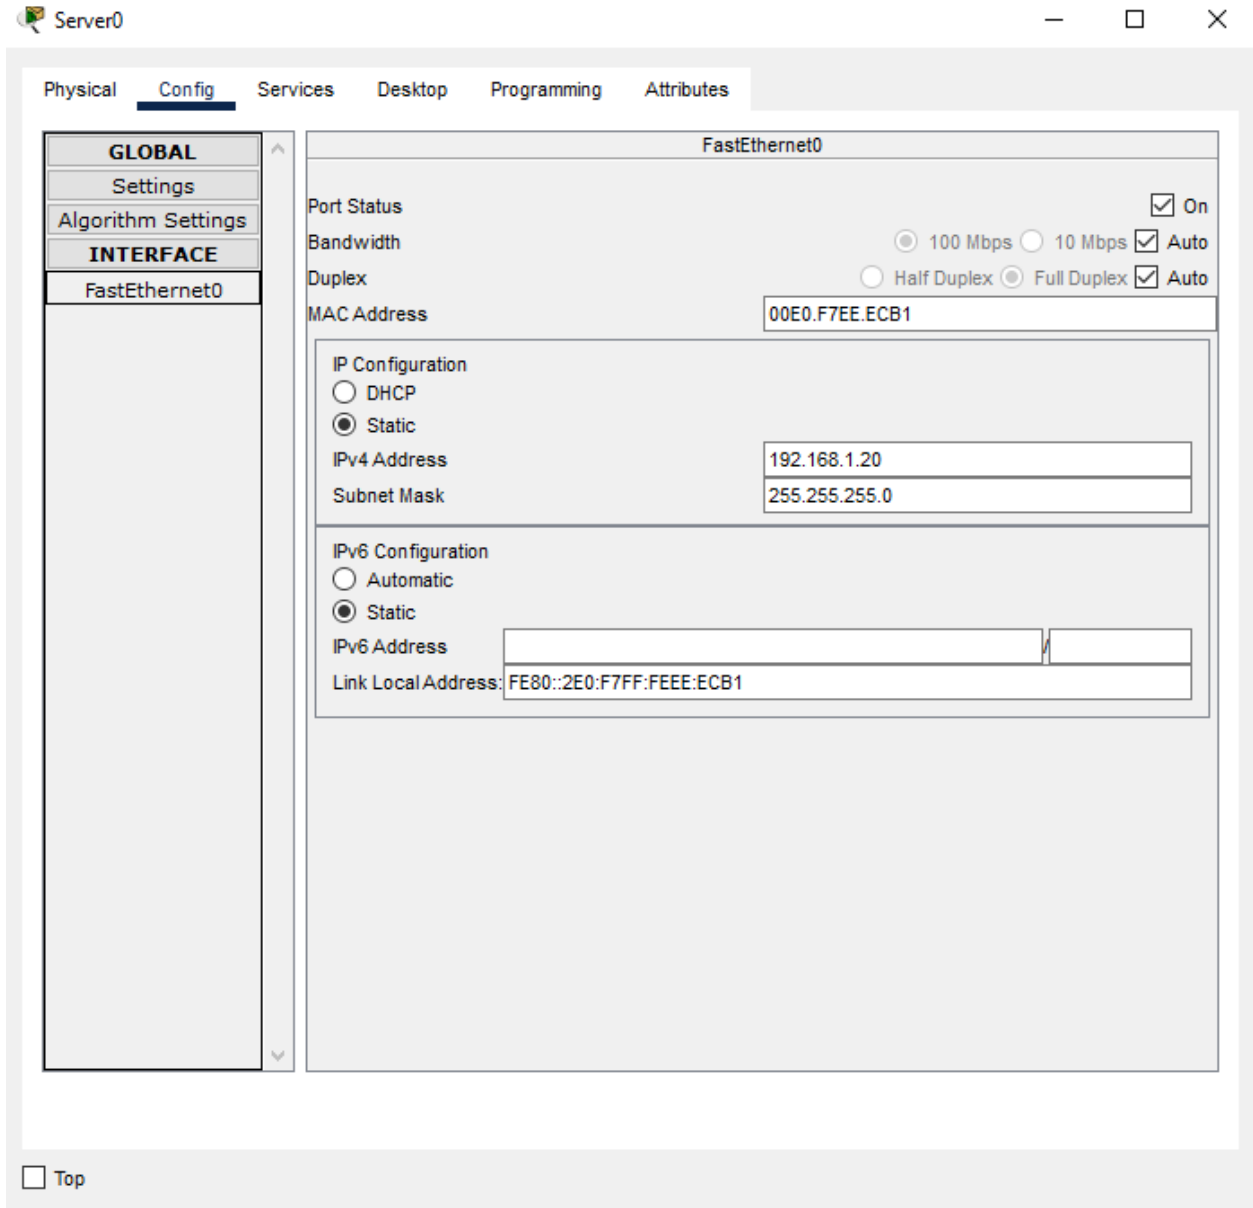 Server0
Physical Config Services Desktop Programming Attributes
GLOBAL
Settings
Algorithm Settings
INTERFACE
FastEthernet0
FastEthernet0
Port Status On
Bandwidth 100 Mbps 10 Mbps Auto
Duplex Half Duplex Full Duplex Auto
MAC Address 00E0.F7EE.ECB1
IP Configuration
DHCP
Static
IPv4 Address 192.168.1.20
Subnet Mask 255.255.255.0
IPv6 Configuration
Automatic
Static
IPv6 Address /
Link Local Address: FE80::2E0:F7FF:FEEE:ECB1
Top